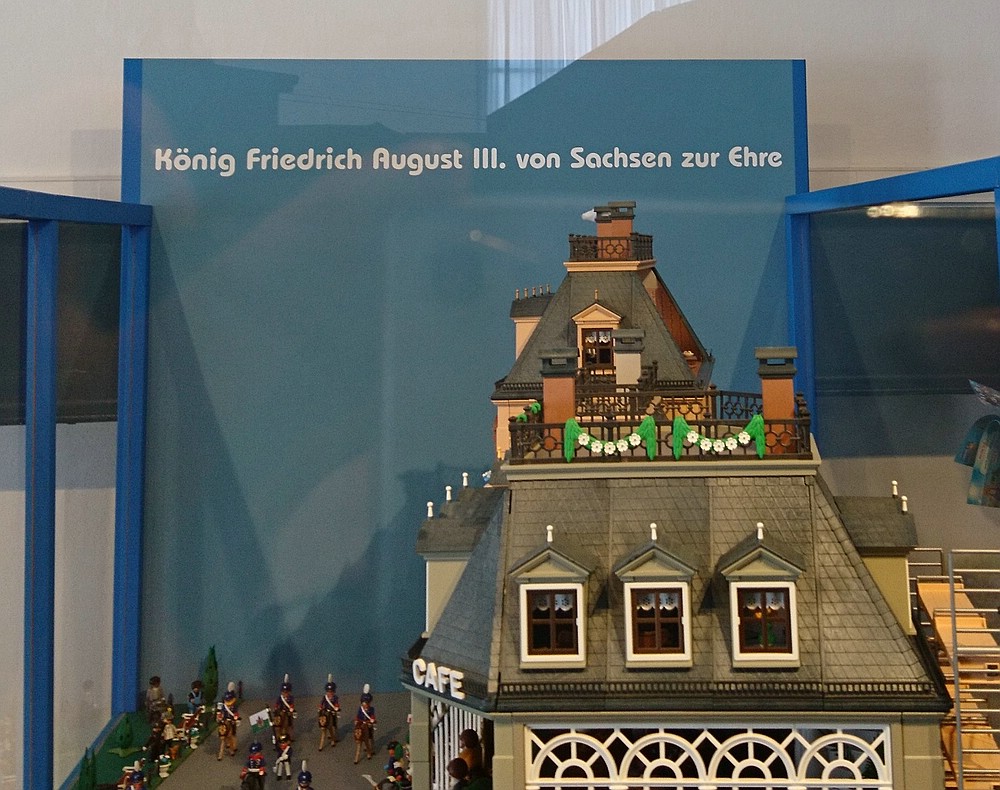 König Friedrich August III. von Sachsen zur Ehre
CAFE